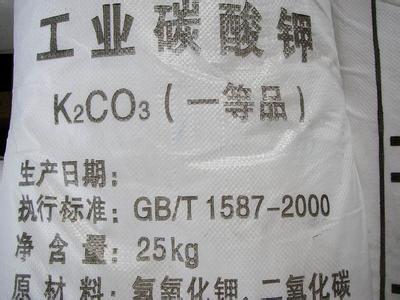 工业碳酸钾
K2CO3(一等品)
生产日期:
执行标准: GB/T 1587-2000
净含量: 25kg
原材料: 氢氧化钾、二氧化碳